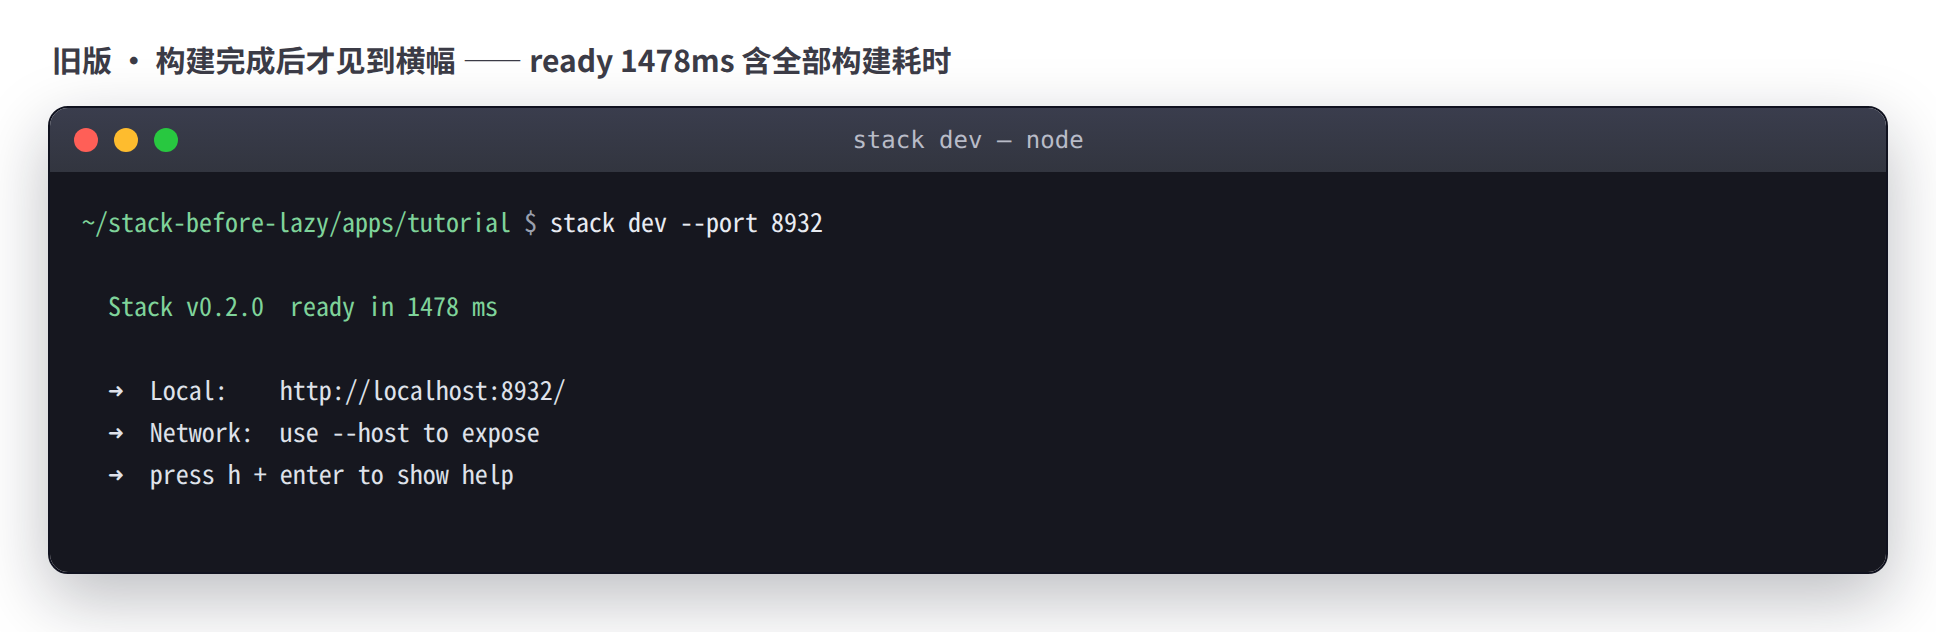 旧版 · 构建完成后才见到横幅 —— ready 1478ms 含全部构建耗时
stack dev — node
~/stack-before-lazy/apps/tutorial $ stack dev --port 8932
Stack v0.2.0  ready in 1478 ms
➜  Local:    http://localhost:8932/
➜  Network:  use --host to expose
➜  press h + enter to show help